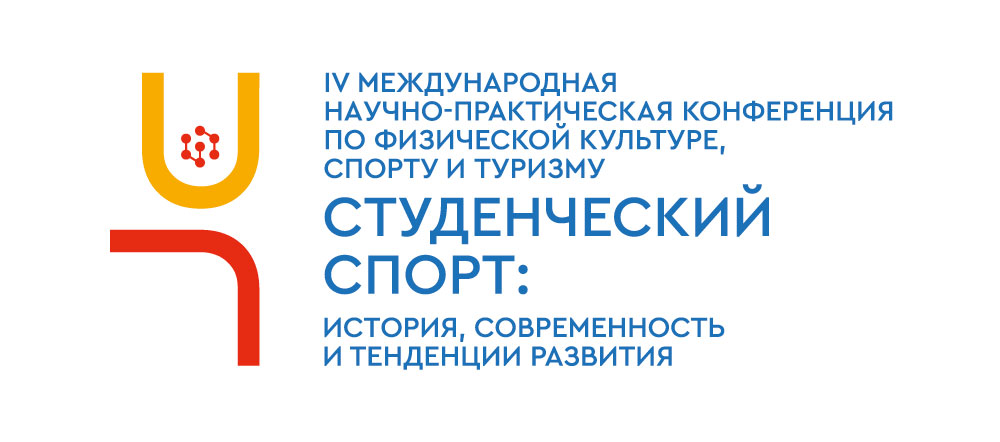 IV МЕЖДУНАРОДНАЯ
НАУЧНО-ПРАКТИЧЕСКАЯ КОНФЕРЕНЦИЯ
ПО ФИЗИЧЕСКОЙ КУЛЬТУРЕ,
СПОРТУ И ТУРИЗМУ
СТУДЕНЧЕСКИЙ
СПОРТ:
ИСТОРИЯ, СОВРЕМЕННОСТЬ
И ТЕНДЕНЦИИ РАЗВИТИЯ